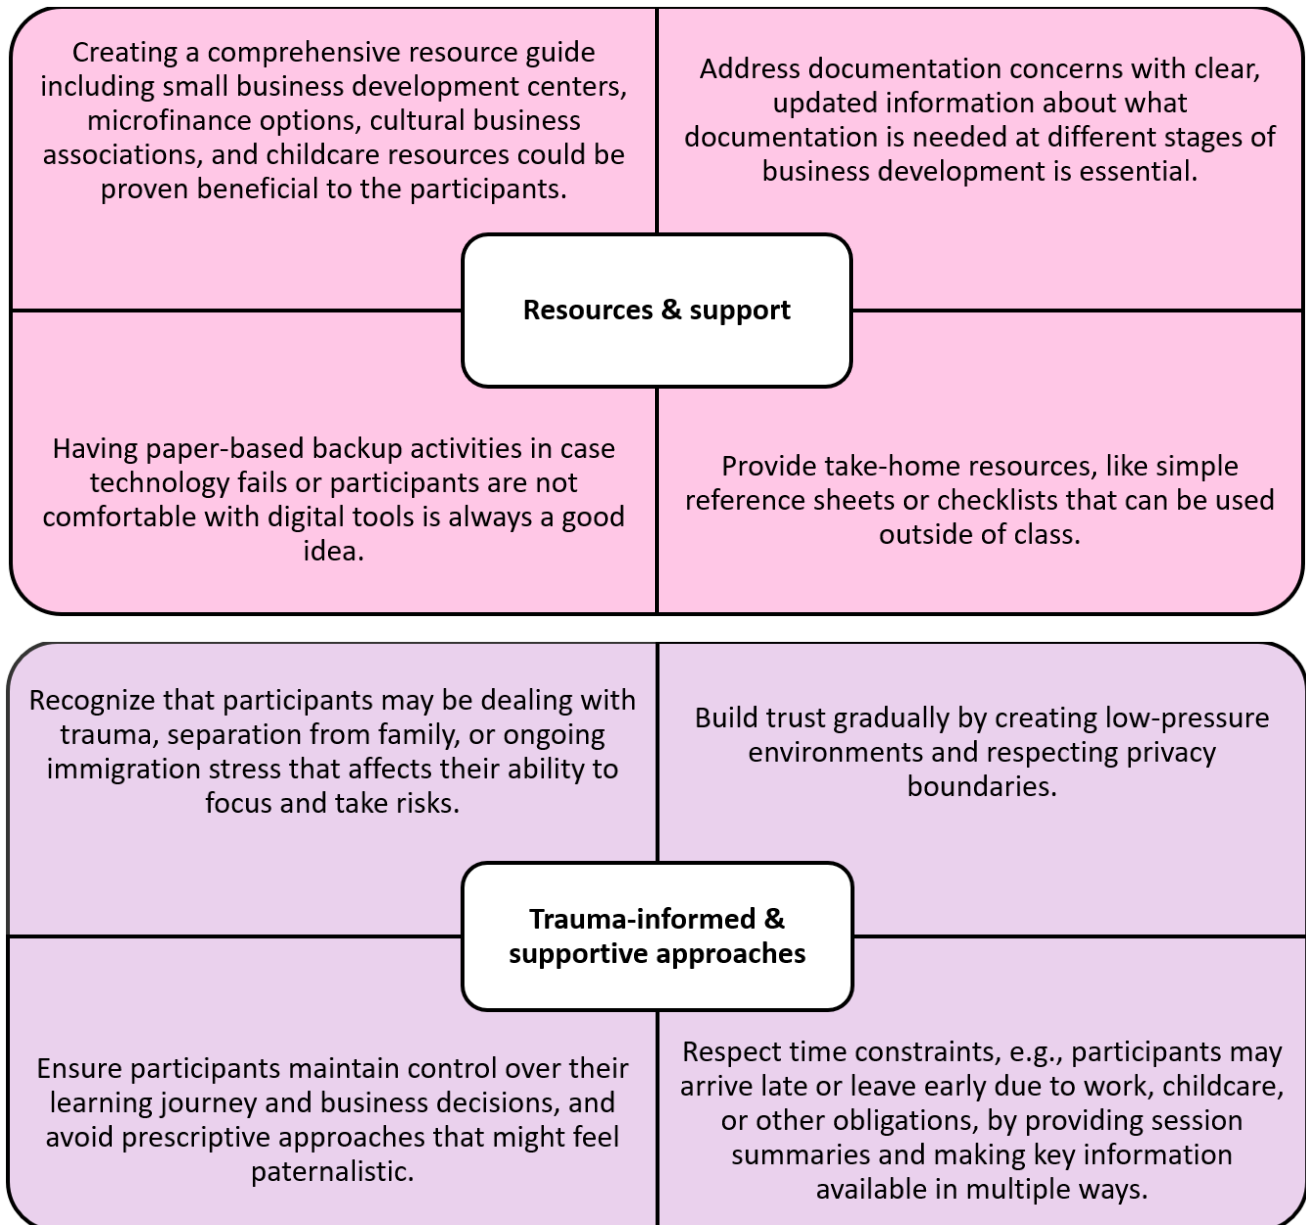 Creating a comprehensive resource guide
including small business development centers,
microfinance options, cultural business
associations, and childcare resources could be
proven beneficial to the participants.
Address documentation concerns with clear,
updated information about what
documentation is needed at different stages of
business development is essential.
Resources & support
Having paper-based backup activities in case
technology fails or participants are not
comfortable with digital tools is always a good
idea.
Provide take-home resources, like simple
reference sheets or checklists that can be used
outside of class.
Recognize that participants may be dealing with
trauma, separation from family, or ongoing
immigration stress that affects their ability to
focus and take risks.
Build trust gradually by creating low-pressure
environments and respecting privacy
boundaries.
Trauma-informed &
supportive approaches
Ensure participants maintain control over their
learning journey and business decisions, and
avoid prescriptive approaches that might feel
paternalistic.
Respect time constraints, e.g., participants may
arrive late or leave early due to work, childcare,
or other obligations, by providing session
summaries and making key information
available in multiple ways.